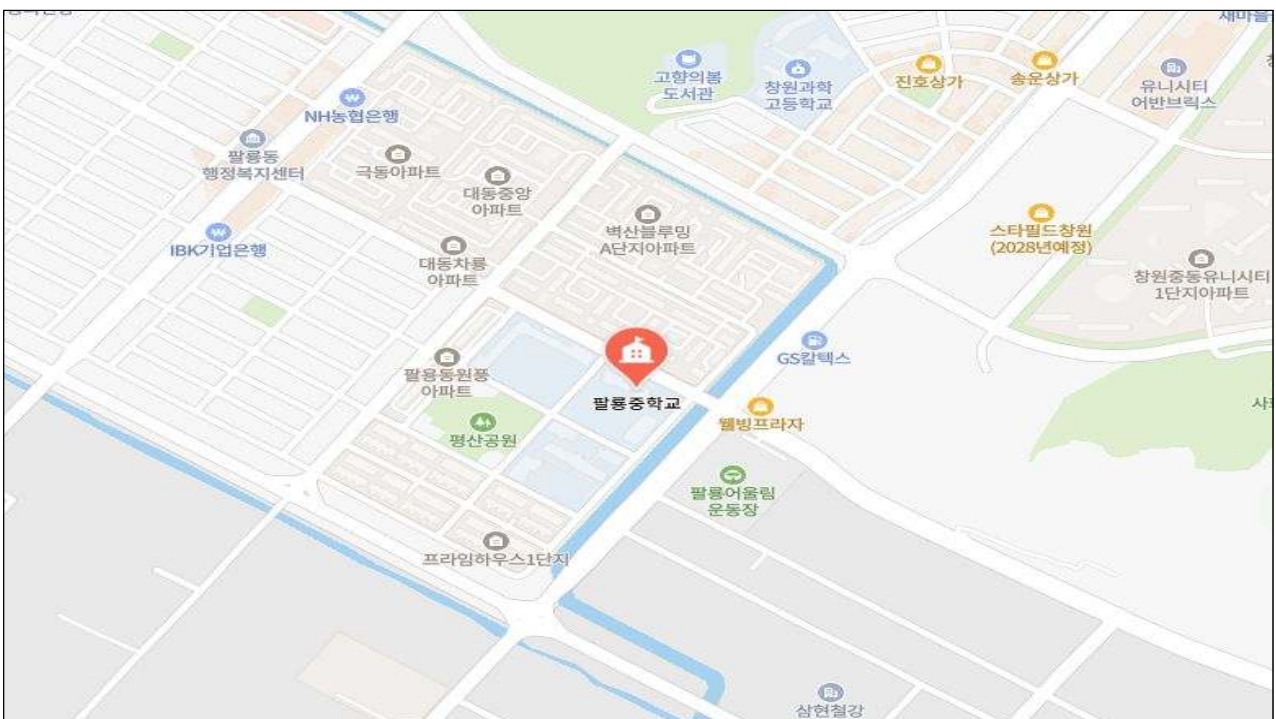 새마을
고향의봄
도서관
창원과학
고등학교
진호상가
송운상가
유니시티
어반브릭스
NH농협은행
팔룡동
행정복지센터
극동아파트
대동중앙
아파트
벽산블루밍
A단지아파트
스타필드창원
(2028년예정)
IBK기업은행
대동차룡
아파트
창원중동유니시티
1단지아파트
GS칼텍스
팔용동원풍
아파트
팔룡중학교
웰빙프라자
평산공원
팔룡어울림
운동장
프라임하우스1단지
삼현철강